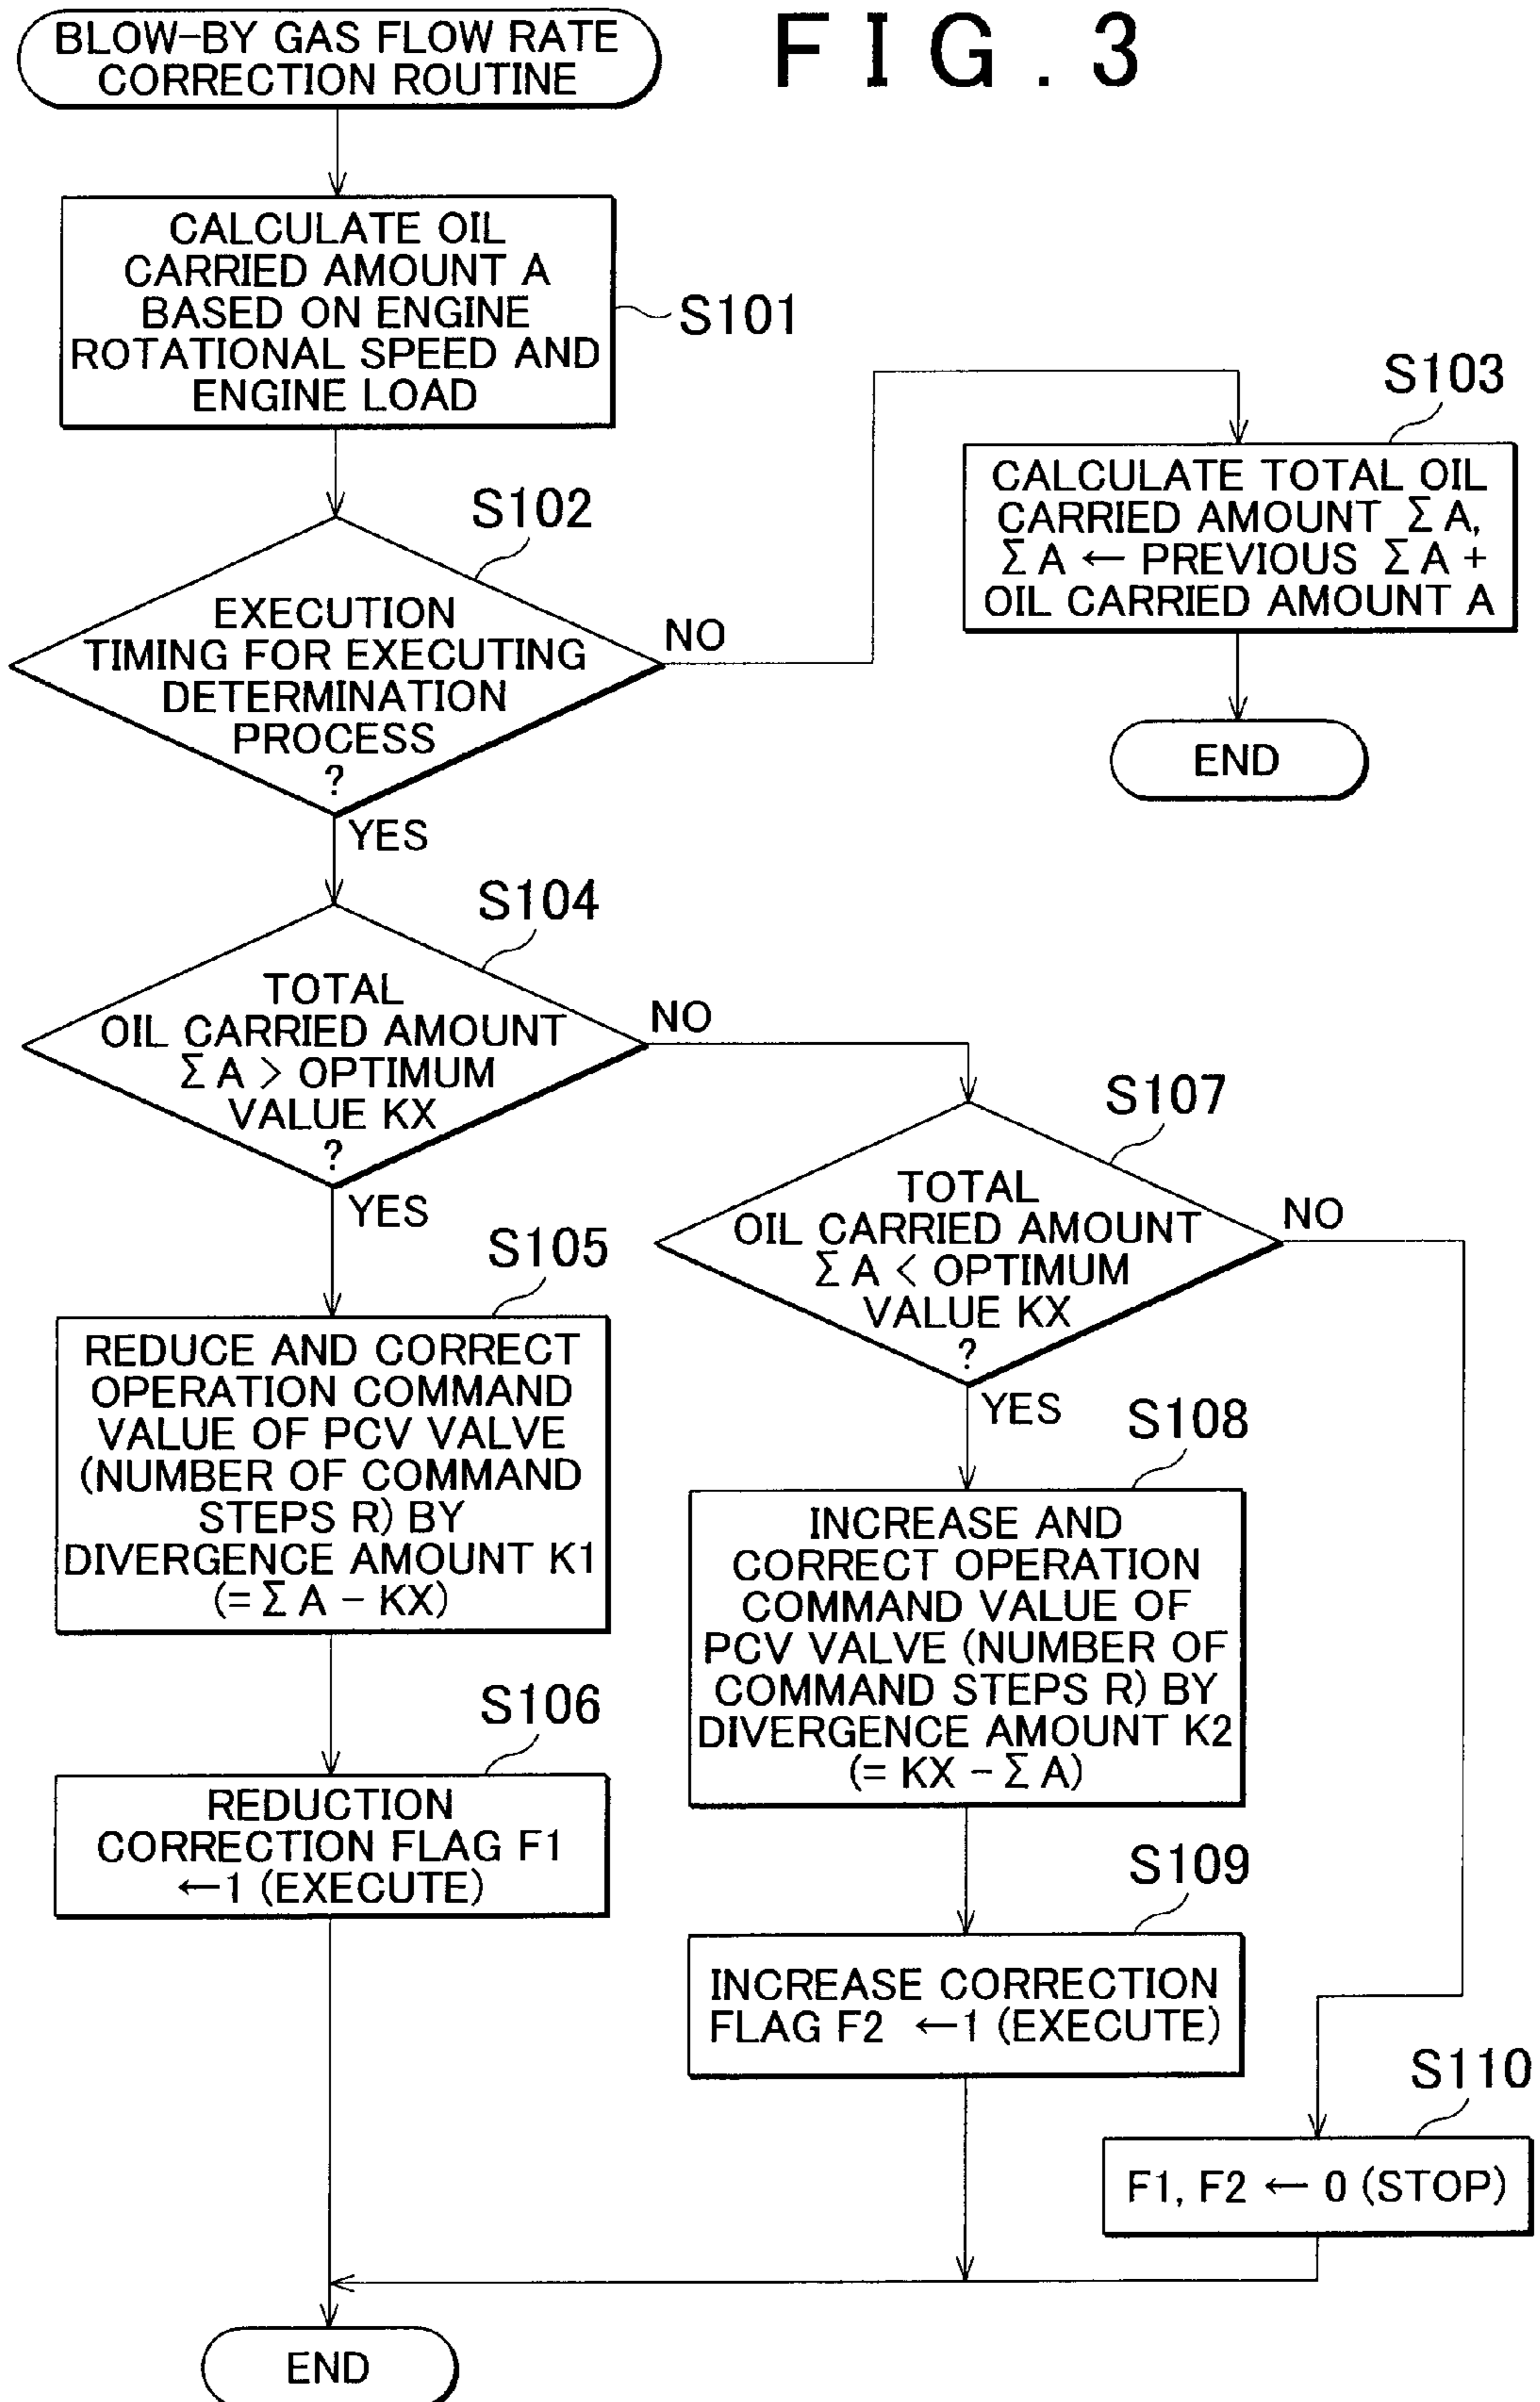 FIG.3
BLOW-BY GAS FLOW RATE
CORRECTION ROUTINE
CALCULATE OIL
CARRIED AMOUNT A
BASED ON ENGINE
ROTATIONAL SPEED AND
ENGINE LOAD
S101
S102
EXECUTION
TIMING FOR EXECUTING
DETERMINATION
PROCESS
?
NO
YES
S103
CALCULATE TOTAL OIL
CARRIED AMOUNT ΣA,
ΣA ← PREVIOUS ΣA +
OIL CARRIED AMOUNT A
END
S104
TOTAL
OIL CARRIED AMOUNT
ΣA > OPTIMUM
VALUE KX
?
NO
YES
S105
REDUCE AND CORRECT
OPERATION COMMAND
VALUE OF PCV VALVE
(NUMBER OF COMMAND
STEPS R) BY
DIVERGENCE AMOUNT K1
(= ΣA − KX)
S106
REDUCTION
CORRECTION FLAG F1
←1 (EXECUTE)
S107
TOTAL
OIL CARRIED AMOUNT
ΣA < OPTIMUM
VALUE KX
?
NO
YES
S108
INCREASE AND
CORRECT OPERATION
COMMAND VALUE OF
PCV VALVE (NUMBER OF
COMMAND STEPS R) BY
DIVERGENCE AMOUNT K2
(= KX − ΣA)
S109
INCREASE CORRECTION
FLAG F2 ←1 (EXECUTE)
S110
F1, F2 ← 0 (STOP)
END